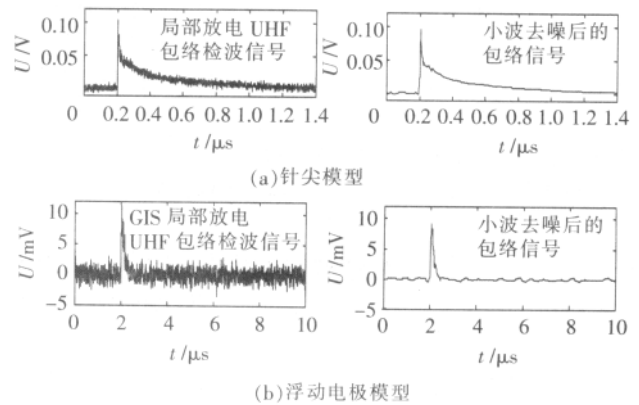 U/V
0.10
0.05
局部放电 UHF
包络检波信号
0
0.2
0.4
0.6
0.8
1.0
1.2
1.4
t/μs
U/V
0.10
0.05
小波去噪后的
包络信号
0
0.2
0.4
0.6
0.8
1.0
1.2
1.4
t/μs
(a)针尖模型
U/mV
10
5
0
-5
GIS 局部放电
UHF 包络检波信号
0
2
4
6
8
10
t/μs
U/mV
10
5
0
-5
小波去噪后的
包络信号
0
2
4
6
8
10
t/μs
(b)浮动电极模型